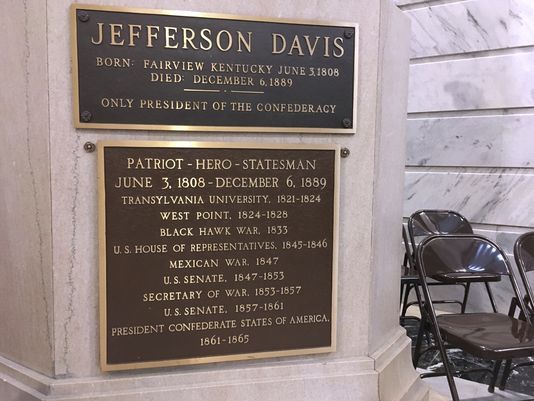 JEFFERSON DAVIS
BORN: FAIRVIEW KENTUCKY JUNE 3, 1808
DIED: DECEMBER 6, 1889
ONLY PRESIDENT OF THE CONFEDERACY
PATRIOT - HERO - STATESMAN
JUNE 3, 1808 - DECEMBER 6, 1889
TRANSYLVANIA UNIVERSITY, 1821-1824
WEST POINT, 1824-1828
BLACK HAWK WAR, 1833
U.S. HOUSE OF REPRESENTATIVES, 1845-1846
MEXICAN WAR, 1847
U.S. SENATE, 1847-1853
SECRETARY OF WAR, 1853-1857
U.S. SENATE, 1857-1861
PRESIDENT CONFEDERATE STATES OF AMERICA,
1861-1865